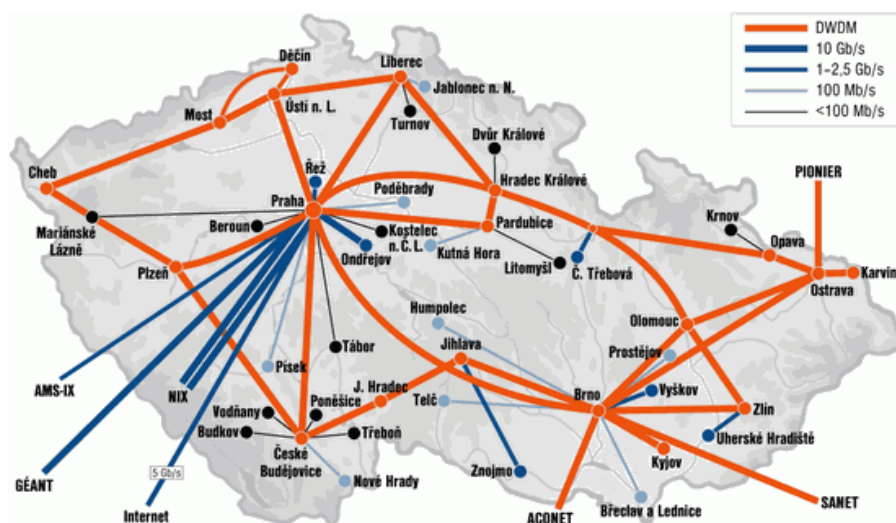 DWDM
10 Gb/s
1–2,5 Gb/s
100 Mb/s
<100 Mb/s
Děčín
Liberec
Jablonec n. N.
Ústí n. L.
Most
Turnov
Dvůr Králové
Cheb
Řež
Poděbrady
Hradec Králové
PIONIER
Praha
Mariánské
Lázně
Beroun
Kostelec
n. Č. L.
Pardubice
Krnov
Opava
Ondřejov
Kutná Hora
Plzeň
Litomyšl
Č. Třebová
Karvin
Ostrava
Humpolec
Olomouc
Tábor
Jihlava
Prostějov
Písek
AMS-IX
NIX
J. Hradec
Telč
Brno
Vyškov
Zlín
Vodňany
Poněšice
Budkov
Třeboň
Uherské Hradiště
České
Budějovice
Kyjov
GÉANT
5 Gb/s
Nové Hrady
Znojmo
Břeclav a Lednice
SANET
Internet
ACONET